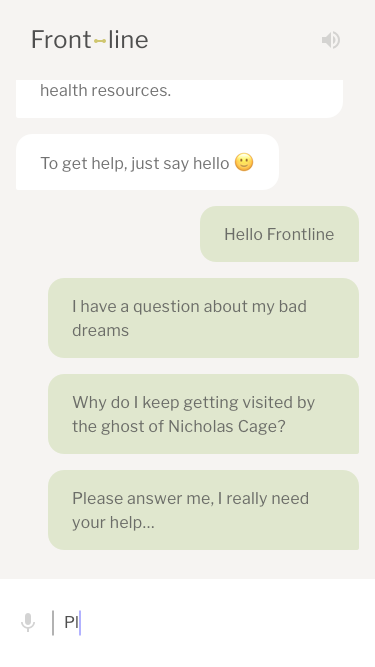 Front-line
health resources.
To get help, just say hello 🙂
Hello Frontline
I have a question about my bad
dreams
Why do I keep getting visited by
the ghost of Nicholas Cage?
Please answer me, I really need
your help...
Pl